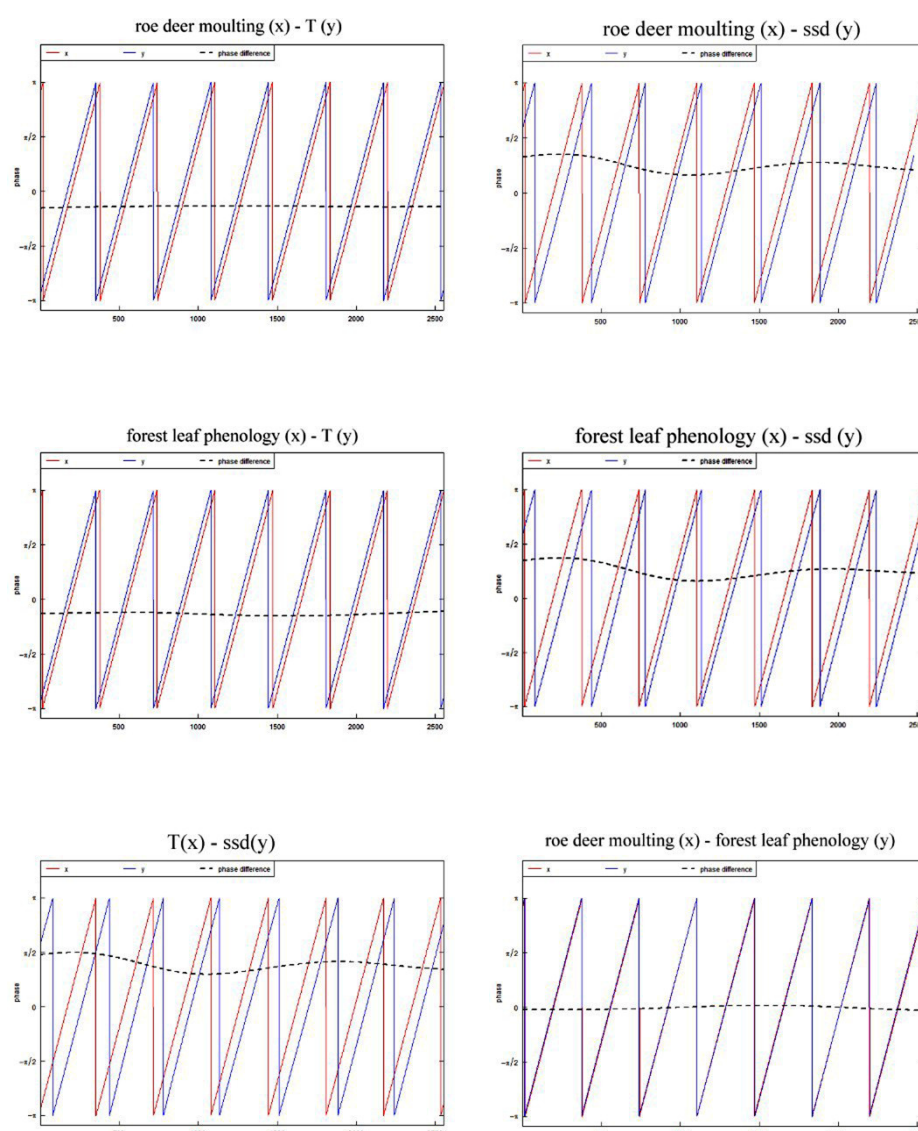 roe deer moulting (x) - T (y)
x y phase difference
π
π/2
phase
0
−π/2
−π
500 1000 1500 2000 2500
roe deer moulting (x) - ssd (y)
x y phase difference
π
π/2
phase
0
−π/2
−π
500 1000 1500 2000 250
forest leaf phenology (x) - T (y)
x y phase difference
π
π/2
phase
0
−π/2
−π
500 1000 1500 2000 2500
forest leaf phenology (x) - ssd (y)
x y phase difference
π
π/2
phase
0
−π/2
−π
500 1000 1500 2000 250
T(x) - ssd(y)
x y phase difference
π
π/2
phase
0
−π/2
−π
roe deer moulting (x) - forest leaf phenology (y)
x y phase difference
π
π/2
phase
0
−π/2
−π